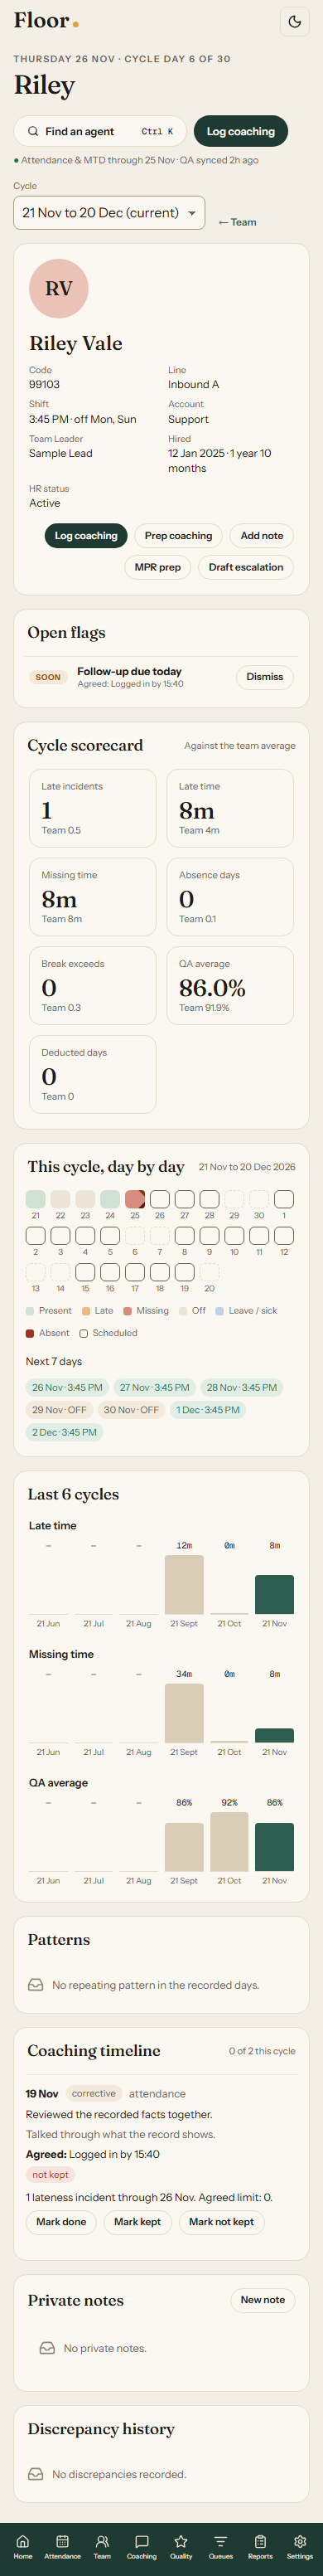 Floor.
THURSDAY 26 NOV · CYCLE DAY 6 OF 30
Riley
Find an agent Ctrl K Log coaching
Attendance & MTD through 25 Nov · QA synced 2h ago
Cycle
21 Nov to 20 Dec (current) ← Team
RV
Riley Vale
Code Line
99103 Inbound A
Shift Account
3:45 PM · off Mon, Sun Support
Team Leader Hired
Sample Lead 12 Jan 2025 · 1 year 10
months
HR status
Active
Log coaching Prep coaching Add note
MPR prep Draft escalation
Open flags
SOON Follow-up due today Dismiss
Agreed: Logged in by 15:40
Cycle scorecard Against the team average
Late incidents Late time
1 8m
Team 0.5 Team 4m
Missing time Absence days
8m 0
Team 8m Team 0.1
Break exceeds QA average
0 86.0%
Team 0.3 Team 91.9%
Deducted days
0
Team 0
This cycle, day by day 21 Nov to 20 Dec 2026
21 22 23 24 25 26 27 28 29 30 1
2 3 4 5 6 7 8 9 10 11 12
13 14 15 16 17 18 19 20
Present Late Missing Off Leave / sick
Absent Scheduled
Next 7 days
26 Nov · 3:45 PM 27 Nov · 3:45 PM 28 Nov · 3:45 PM
29 Nov · OFF 30 Nov · OFF 1 Dec · 3:45 PM
2 Dec · 3:45 PM
Last 6 cycles
Late time
– – – 12m 0m 8m
21 Jun 21 Jul 21 Aug 21 Sept 21 Oct 21 Nov
Missing time
– – – 34m 0m 8m
21 Jun 21 Jul 21 Aug 21 Sept 21 Oct 21 Nov
QA average
– – – 86% 92% 86%
21 Jun 21 Jul 21 Aug 21 Sept 21 Oct 21 Nov
Patterns
No repeating pattern in the recorded days.
Coaching timeline 0 of 2 this cycle
19 Nov corrective attendance
Reviewed the recorded facts together.
Talked through what the record shows.
Agreed: Logged in by 15:40
not kept
1 lateness incident through 26 Nov. Agreed limit: 0.
Mark done Mark kept Mark not kept
Private notes New note
No private notes.
Discrepancy history
No discrepancies recorded.
Home Attendance Team Coaching Quality Queues Reports Settings